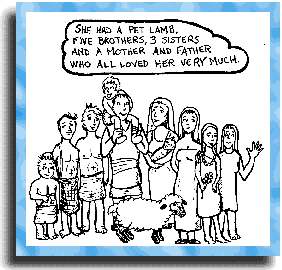 SHE HAD A PET LAMB,
FIVE BROTHERS, 3 SISTERS
AND A MOTHER AND FATHER
WHO ALL LOVED HER VERY MUCH.